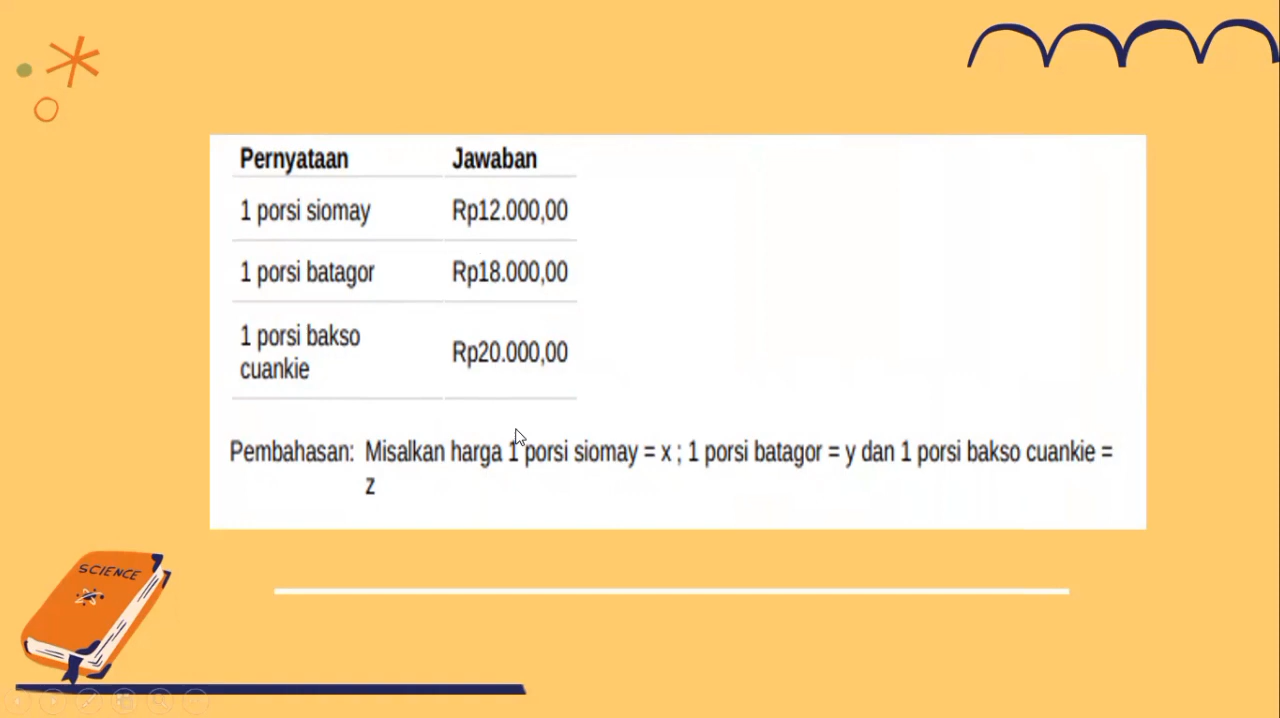 Pernyataan Jawaban
1 porsi siomay Rp12.000,00
1 porsi batagor Rp18.000,00
1 porsi bakso
cuankie Rp20.000,00
Pembahasan: Misalkan harga 1 porsi siomay = x ; 1 porsi batagor = y dan 1 porsi bakso cuankie =
z
SCIENCE